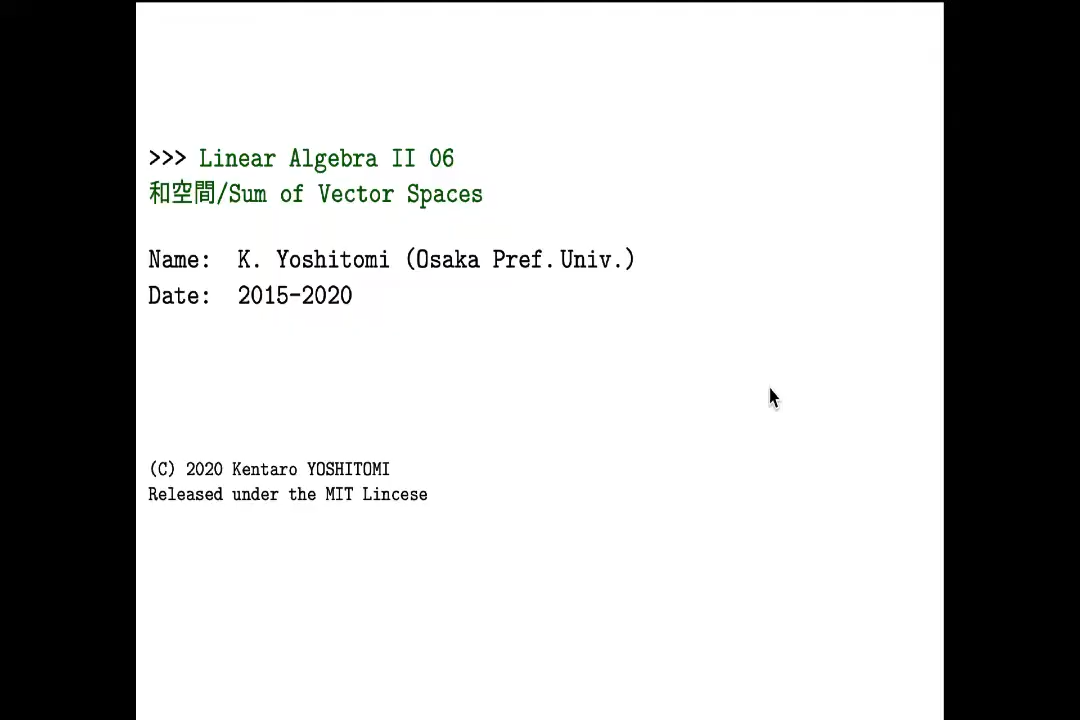 >>> Linear Algebra II 06
和空間/Sum of Vector Spaces
Name: K. Yoshitomi (Osaka Pref.Univ.)
Date: 2015-2020
(C) 2020 Kentaro YOSHITOMI
Released under the MIT Lincese